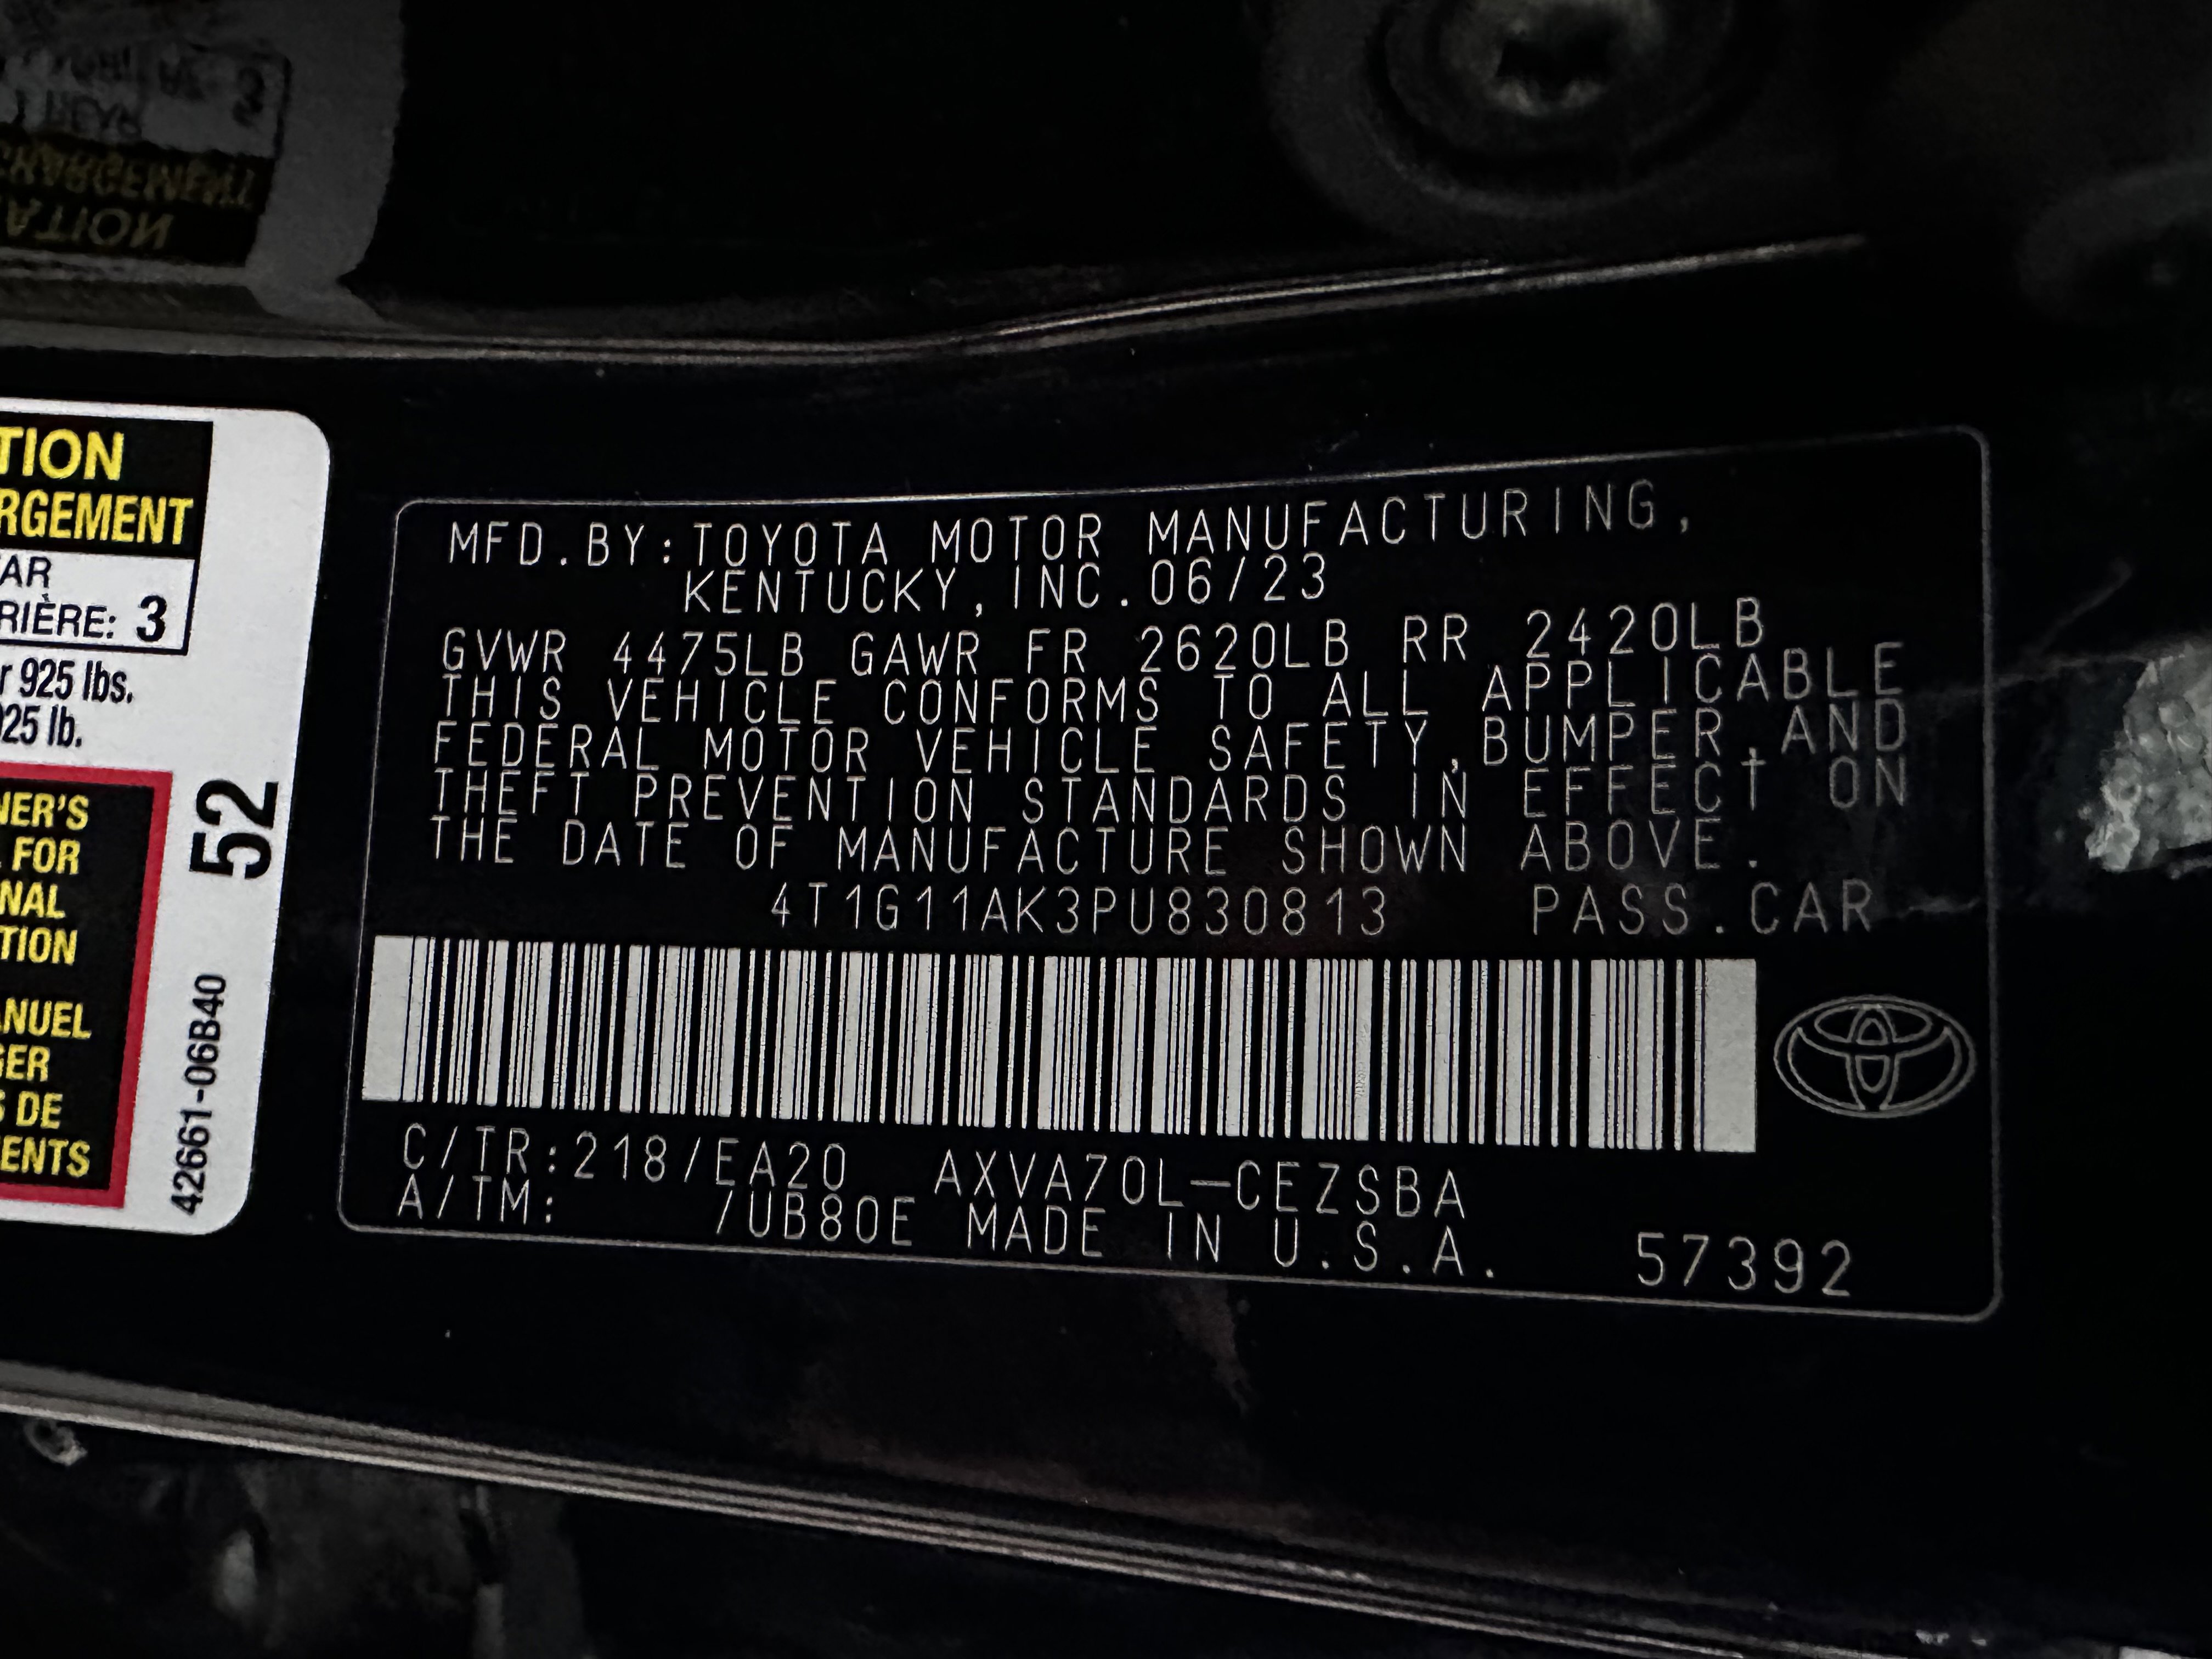 TION
RGEMENT
AR
RIÈRE: 3
r 925 lbs.
925 lb.
NER'S
FOR
NAL
TION
ANUEL
GER
S DE
ENTS
52
42661-06B40
MFD.BY:TOYOTA MOTOR MANUFACTURING,
KENTUCKY, INC.06/23
GVWR 4475LB GAWR FR 2620LB RR 2420LB
THIS VEHICLE CONFORMS TO ALL APPLICABLE
FEDERAL MOTOR VEHICLE SAFETY,BUMPER,AND
THEFT PREVENTION STANDARDS IN EFFECT ON
THE DATE OF MANUFACTURE SHOWN ABOVE.
4T1G11AK3PU830813 PASS.CAR
C/TR:218/EA20 AXVA70L-CEZSBA
A/TM: /UB80E MADE IN U.S.A. 57392